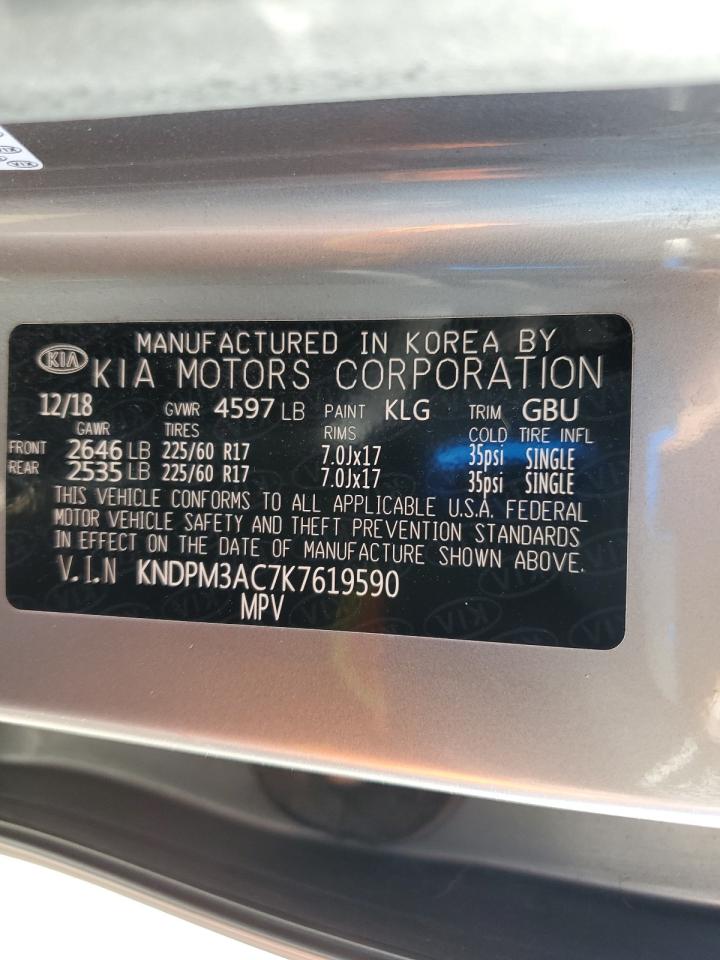 MANUFACTURED IN KOREA BY
KIA KIA MOTORS CORPORATION
12/18 GVWR 4597 LB PAINT KLG TRIM GBU
GAWR TIRES RIMS COLD TIRE INFL
FRONT 2646 LB 225/60 R17 7.0Jx17 35psi SINGLE
REAR 2535 LB 225/60 R17 7.0Jx17 35psi SINGLE
THIS VEHICLE CONFORMS TO ALL APPLICABLE U.S.A. FEDERAL
MOTOR VEHICLE SAFETY AND THEFT PREVENTION STANDARDS
IN EFFECT ON THE DATE OF MANUFACTURE SHOWN ABOVE.
V.I.N KNDPM3AC7K7619590
MPV